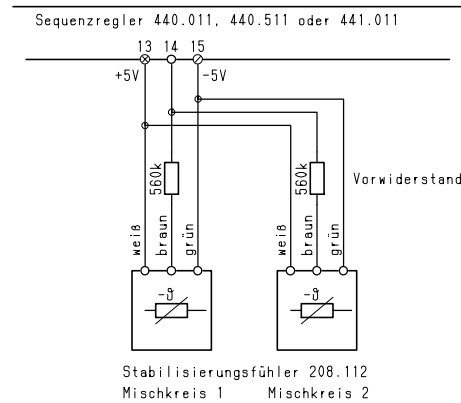 Sequenzregler 440.011, 440.511 oder 441.011
13 14 15
+5V -5V
560k 560k Vorwiderstand
weiß braun grün weiß braun grün
-ϑ -ϑ
Stabilisierungsfühler 208.112
Mischkreis 1 Mischkreis 2